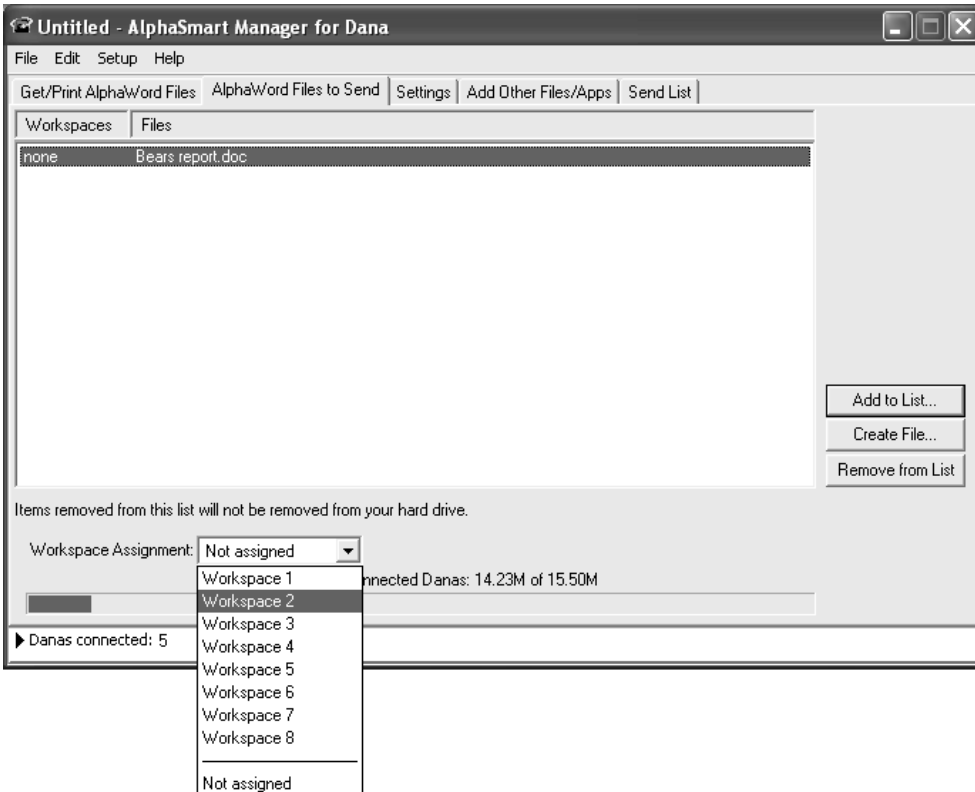 Untitled - AlphaSmart Manager for Dana
File Edit Setup Help
Get/Print AlphaWord Files AlphaWord Files to Send Settings Add Other Files/Apps Send List
Workspaces Files
none Bears report.doc
Add to List...
Create File...
Remove from List
Items removed from this list will not be removed from your hard drive.
Workspace Assignment: Not assigned
Workspace 1
nnected Danas: 14.23M of 15.50M
Workspace 2
Workspace 3
Danas connected: 5
Workspace 4
Workspace 5
Workspace 6
Workspace 7
Workspace 8
Not assigned